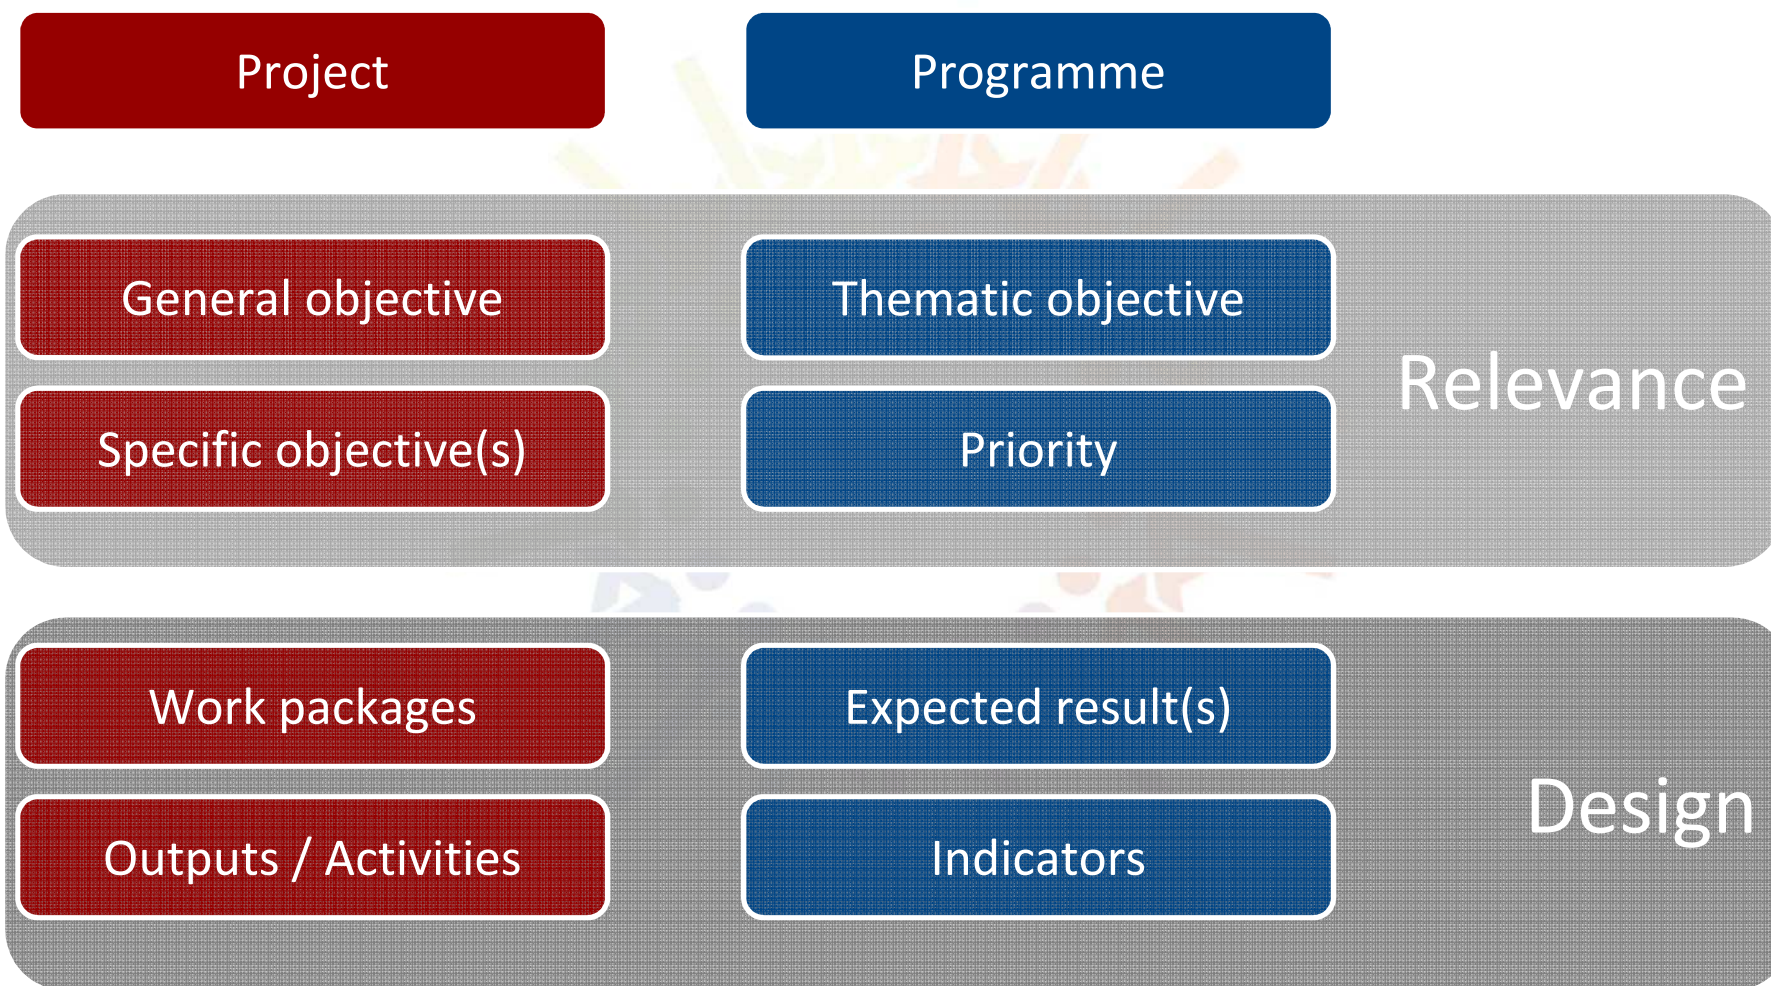 Project
Programme
General objective
Thematic objective
Relevance
Specific objective(s)
Priority
Work packages
Expected result(s)
Design
Outputs / Activities
Indicators